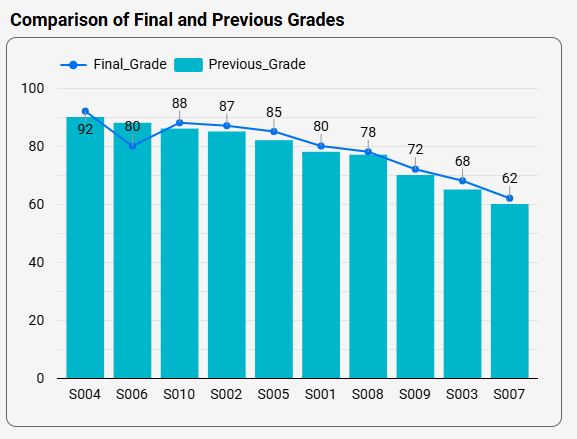 Comparison of Final and Previous Grades
Final_Grade Previous_Grade
100
80
60
40
20
0
92 80 88 87 85 80 78 72 68 62
S004 S006 S010 S002 S005 S001 S008 S009 S003 S007